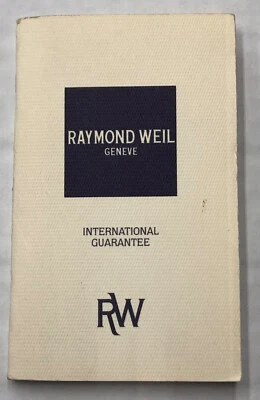 RAYMOND WEIL
GENEVE
INTERNATIONAL
GUARANTEE
RW